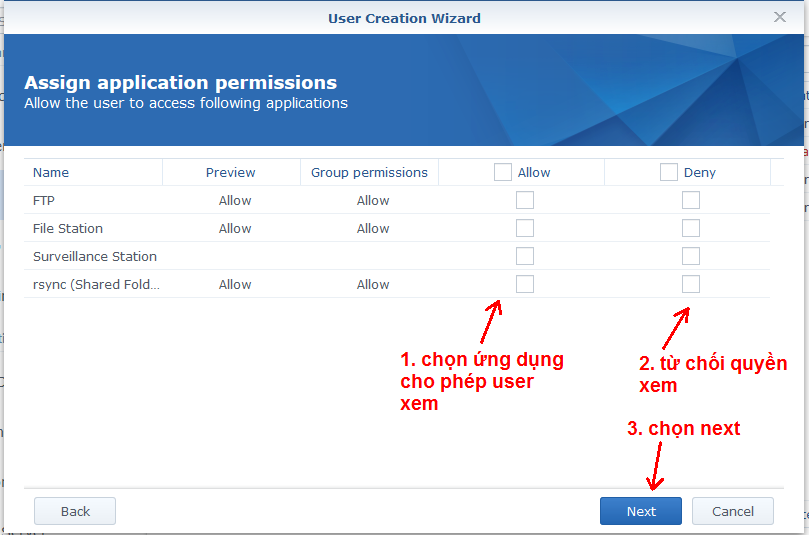 User Creation Wizard
Assign application permissions
Allow the user to access following applications
Name Preview Group permissions Allow Deny
FTP Allow Allow
File Station Allow Allow
Surveillance Station
rsync (Shared Fold... Allow Allow
1. chọn ứng dụng
cho phép user
xem
2. từ chối quyền
xem
3. chọn next
Back Next Cancel